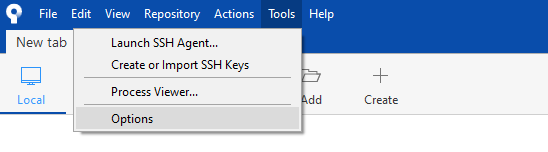 File Edit View Repository Actions Tools Help
New tab
Launch SSH Agent...
Create or Import SSH Keys
Process Viewer...
Options
Local Add Create